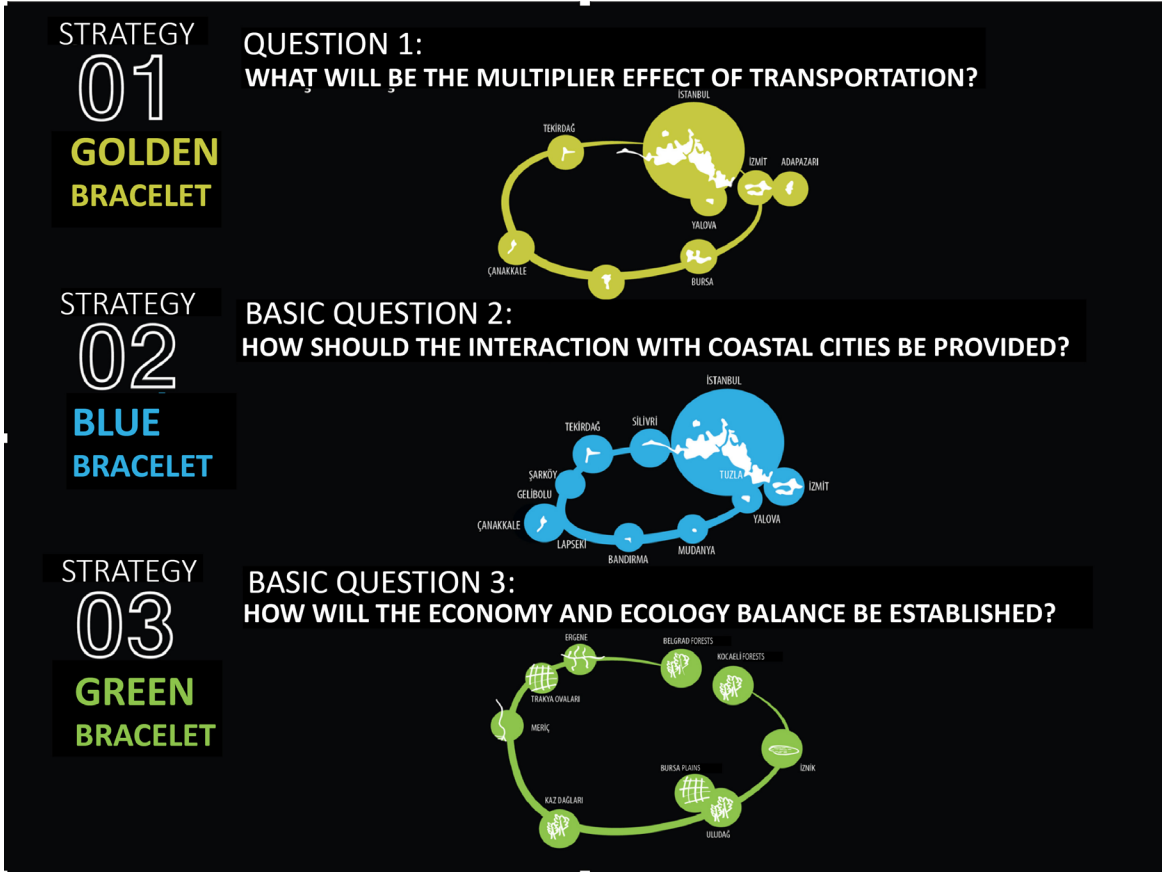 STRATEGY
01
GOLDEN
BRACELET
QUESTION 1:
WHAT WILL BE THE MULTIPLIER EFFECT OF TRANSPORTATION?
İSTANBUL
TEKİRDAĞ
İZMİT
ADAPAZARI
YALOVA
ÇANAKKALE
BURSA
STRATEGY
02
BLUE
BRACELET
BASIC QUESTION 2:
HOW SHOULD THE INTERACTION WITH COASTAL CITIES BE PROVIDED?
İSTANBUL
SİLİVRİ
TEKİRDAĞ
ŞARKÖY
TUZLA
İZMİT
GELİBOLU
YALOVA
ÇANAKKALE
LAPSEKİ
MUDANYA
BANDIRMA
STRATEGY
03
GREEN
BRACELET
BASIC QUESTION 3:
HOW WILL THE ECONOMY AND ECOLOGY BALANCE BE ESTABLISHED?
ERGENE
BELGRAD FORESTS
KOCAELİ FORESTS
TRAKYA OVALARI
MERİÇ
BURSA PLAINS
İZNİK
KAZ DAĞLARI
ULUDAĞ